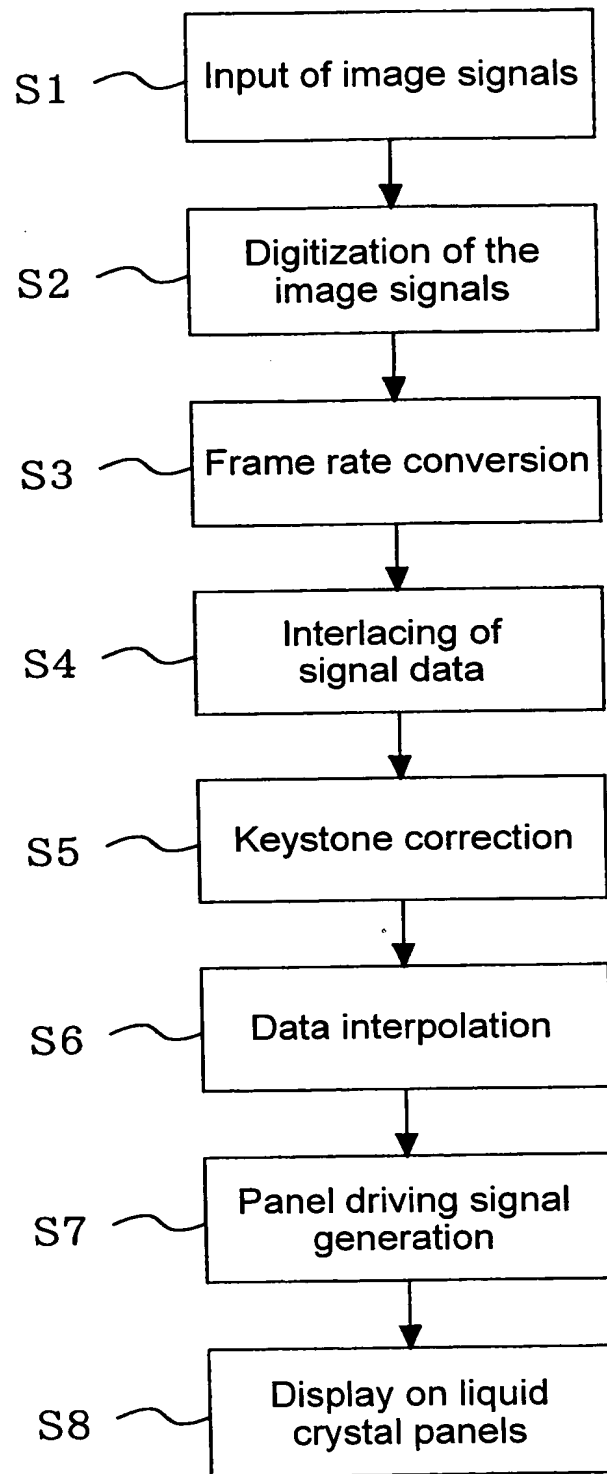 S1
Input of image signals
S2
Digitization of the
image signals
S3
Frame rate conversion
S4
Interlacing of
signal data
S5
Keystone correction
S6
Data interpolation
S7
Panel driving signal
generation
S8
Display on liquid
crystal panels